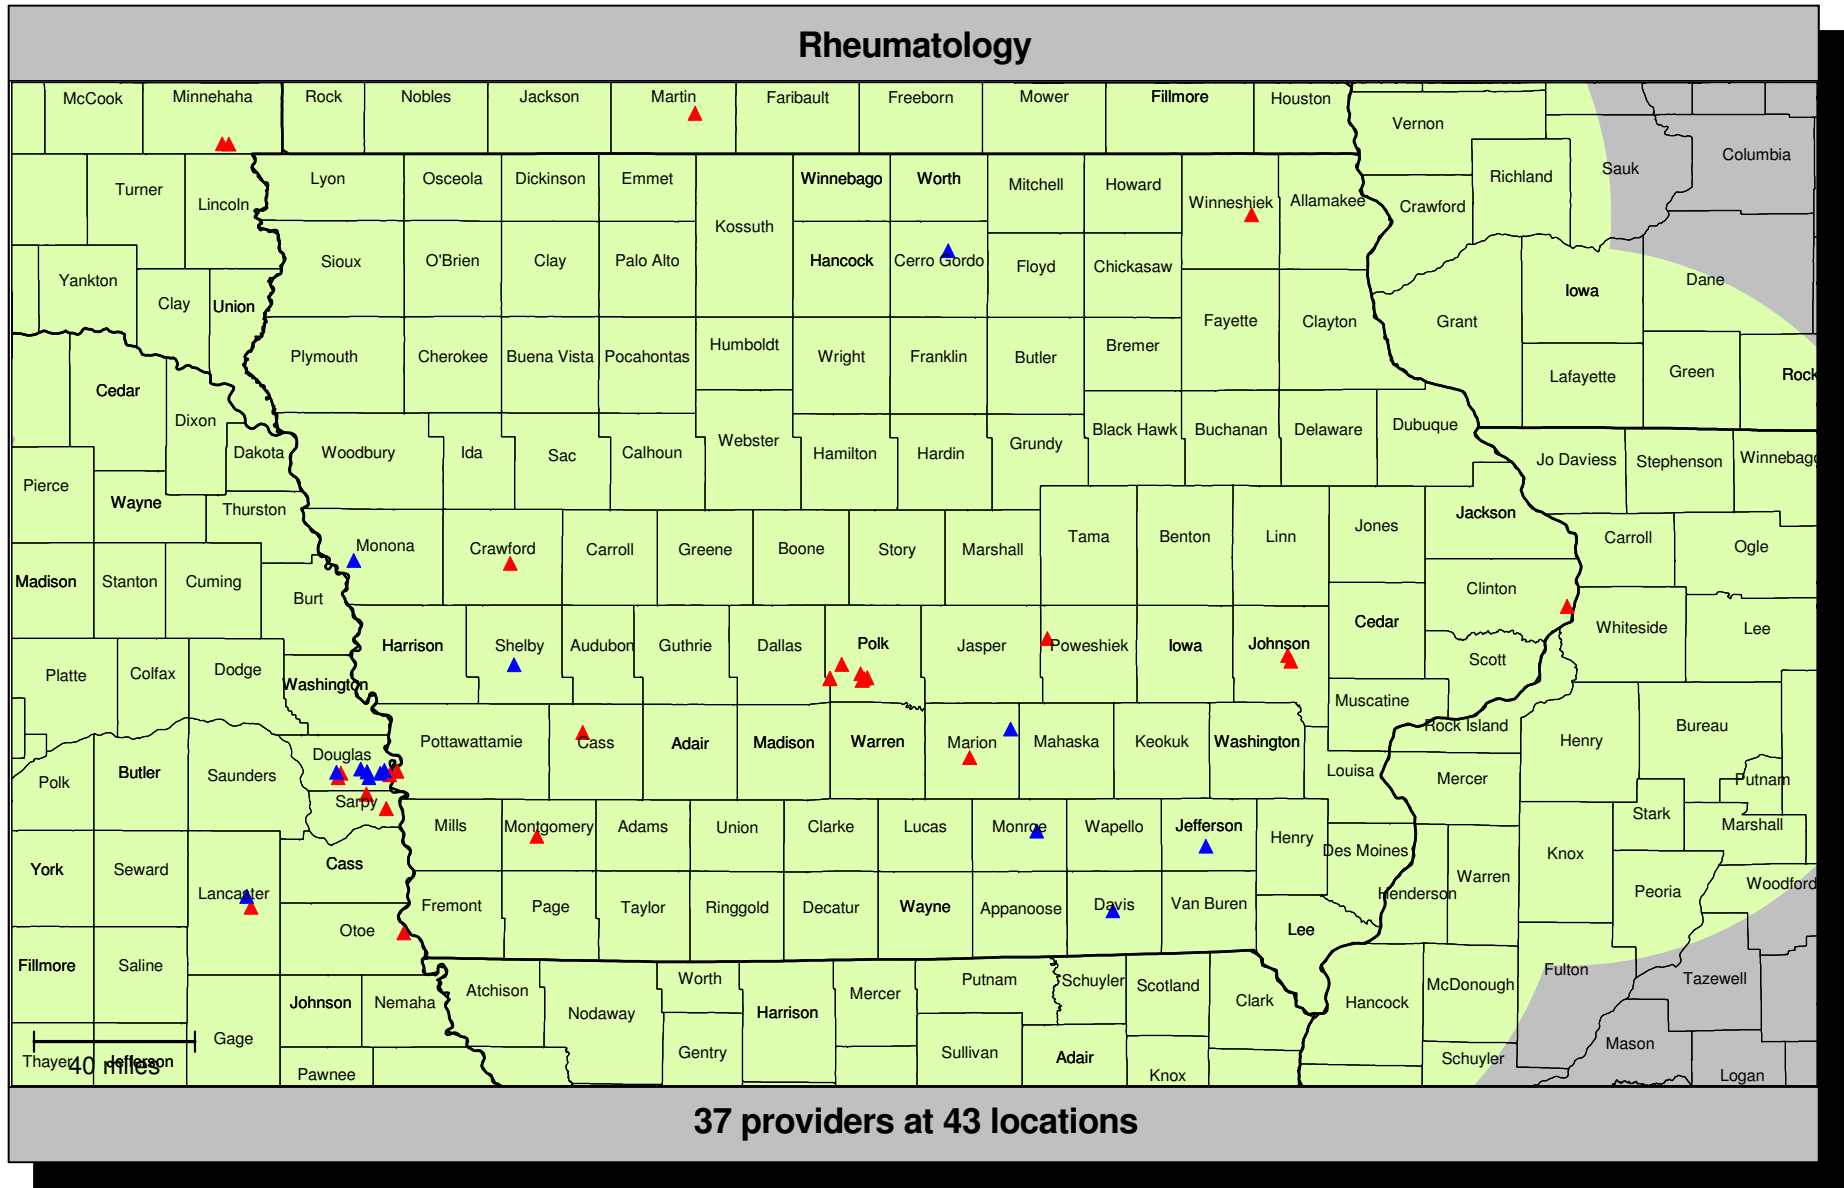 Rheumatology
McCook Minnehaha Rock Nobles Jackson Martin Faribault Freeborn Mower Fillmore Houston
Vernon
Columbia
Sauk
Richland
Turner Lyon Osceola Dickinson Emmet Winnebago Worth Mitchell Howard
Lincoln Winneshiek Allamakee Crawford
Kossuth
Yankton Sioux O'Brien Clay Palo Alto Hancock Cerro Gordo Floyd Chickasaw Dane
Clay Union Iowa
Fayette Clayton Grant
Plymouth Cherokee Buena Vista Pocahontas Humboldt Wright Franklin Butler Bremer
Cedar Lafayette Green Rock
Dixon
Dakota Woodbury Ida Sac Calhoun Webster Hamilton Hardin Grundy Black Hawk Buchanan Delaware Dubuque
Jo Daviess Stephenson Winnebago
Pierce
Wayne Thurston Jackson
Monona Crawford Carroll Greene Boone Story Marshall Tama Benton Linn Jones Carroll Ogle
Madison Stanton Cuming Clinton
Burt
Harrison Shelby Audubon Guthrie Dallas Polk Jasper Poweshiek Iowa Johnson Cedar Whiteside Lee
Platte Colfax Dodge Scott
Washington Muscatine
Pottawattamie Cass Adair Madison Warren Marion Mahaska Keokuk Washington Rock Island Henry Bureau
Douglas
Polk Butler Saunders Louisa Mercer Putnam
Sarpy
Mills Montgomery Adams Union Clarke Lucas Monroe Wapello Jefferson Henry Stark Marshall
Des Moines Knox
York Seward Cass Warren Peoria Woodford
Lancaster Henderson
Fremont Page Taylor Ringgold Decatur Wayne Appanoose Davis Van Buren
Otoe Lee
Fillmore Saline Fulton
Worth Putnam Schuyler Scotland McDonough Tazewell
Johnson Nemaha Atchison Mercer Clark Hancock
Nodaway Harrison
Gage Mason
Thayer Jefferson Gentry Sullivan Adair Schuyler
40 miles
Pawnee Knox Logan
37 providers at 43 locations